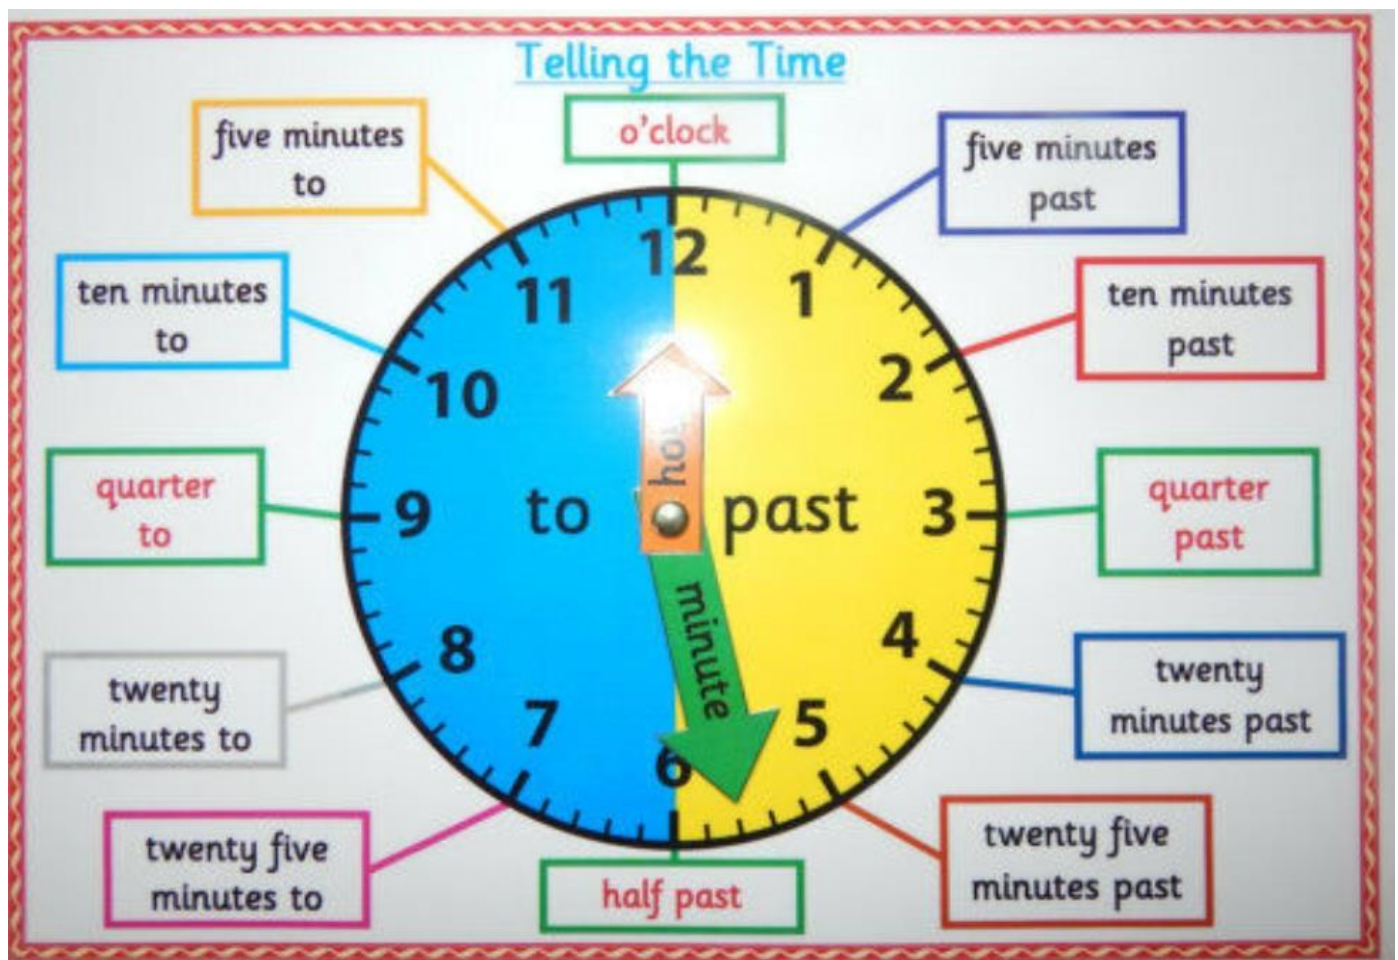 Telling the Time
o'clock
five minutes
past
ten minutes
past
quarter
past
twenty
minutes past
twenty five
minutes past
half past
twenty five
minutes to
twenty
minutes to
quarter
to
ten minutes
to
five minutes
to
12
1
2
3
4
5
6
7
8
9
10
11
to
past
minute